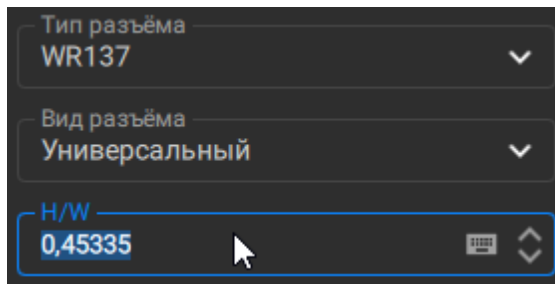 Тип разъёма
WR137
Вид разъёма
Универсальный
H/W
0,45335